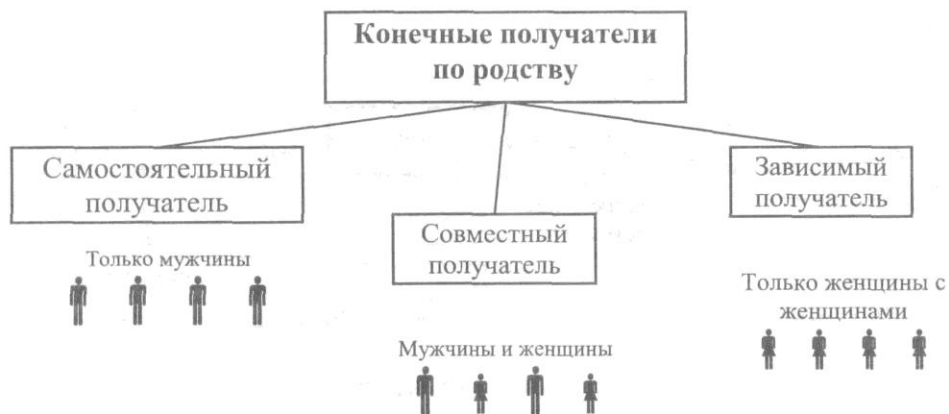 Конечные получатели
по родству
Самостоятельный
получатель
Только мужчины
Совместный
получатель
Мужчины и женщины
Зависимый
получатель
Только женщины с
женщинами